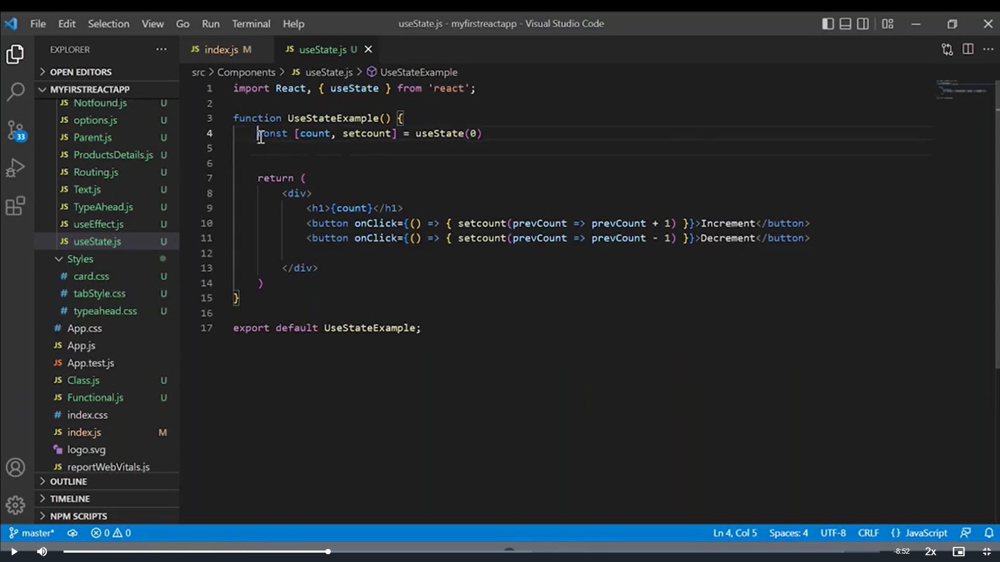 File Edit Selection View Go Run Terminal Help useState.js - myfirstreactapp - Visual Studio Code
EXPLORER
OPEN EDITORS
MYFIRSTREACTAPP
JS Notfound.js U
JS options.js U
JS Parent.js U
JS ProductsDetails.js U
JS Routing.js U
JS Text.js U
JS TypeAhead.js U
JS useEffect.js U
JS useState.js U
Styles
# card.css U
# tabStyle.css U
# typeahead.css U
# App.css
JS App.js
JS App.test.js
JS Class.js U
JS Functional.js U
# index.css
JS index.js M
logo.svg
JS reportWebVitals.js
OUTLINE
TIMELINE
NPM SCRIPTS
33
JS index.js M JS useState.js U
src > Components > JS useState.js > UseStateExample
1 import React, { useState } from 'react';
2
3 function UseStateExample() {
4 const [count, setcount] = useState(0)
5
6
7 return (
8 <div>
9 <h1>{count}</h1>
10 <button onClick={() => { setcount(prevCount => prevCount + 1) }}>Increment</button>
11 <button onClick={() => { setcount(prevCount => prevCount - 1) }}>Decrement</button>
12
13 </div>
14 )
15 }
16
17 export default UseStateExample;
master* 0 0 Ln 4, Col 5 Spaces: 4 UTF-8 CRLF {} JavaScript
-8:52 2x